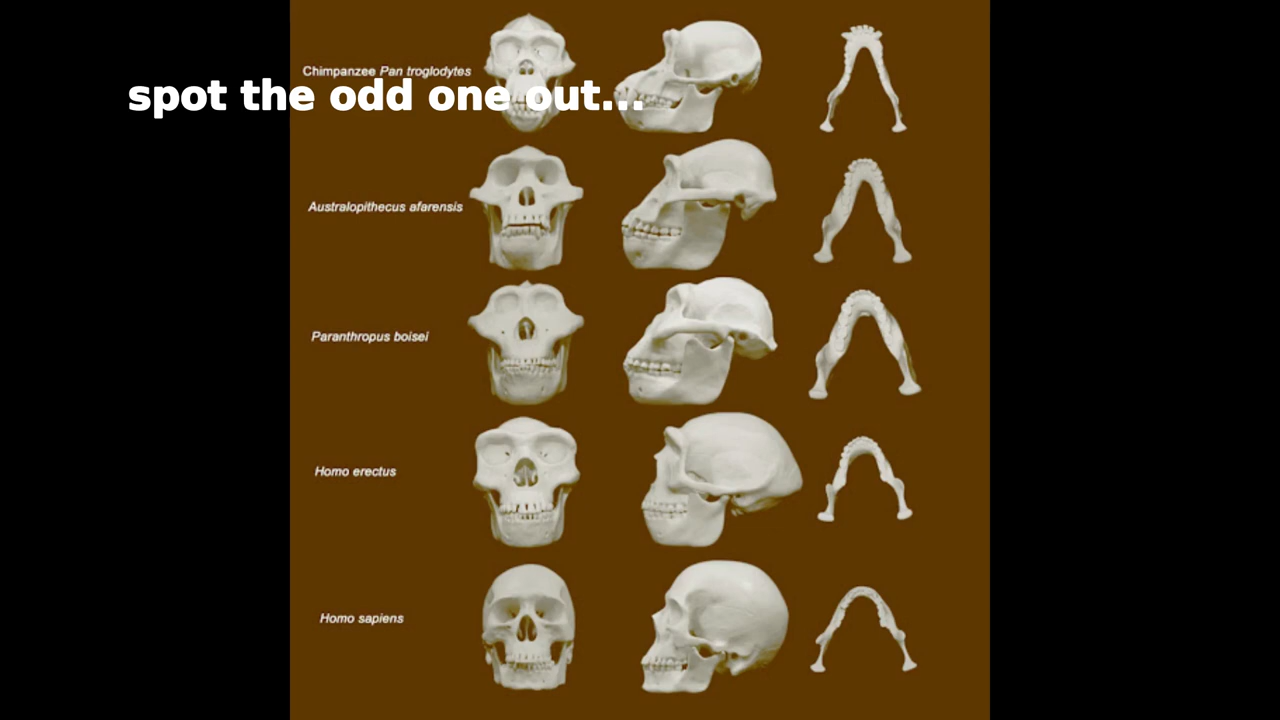 Chimpanzee Pan troglodytes
spot the odd one out...
Australopithecus afarensis
Paranthropus boisei
Homo erectus
Homo sapiens